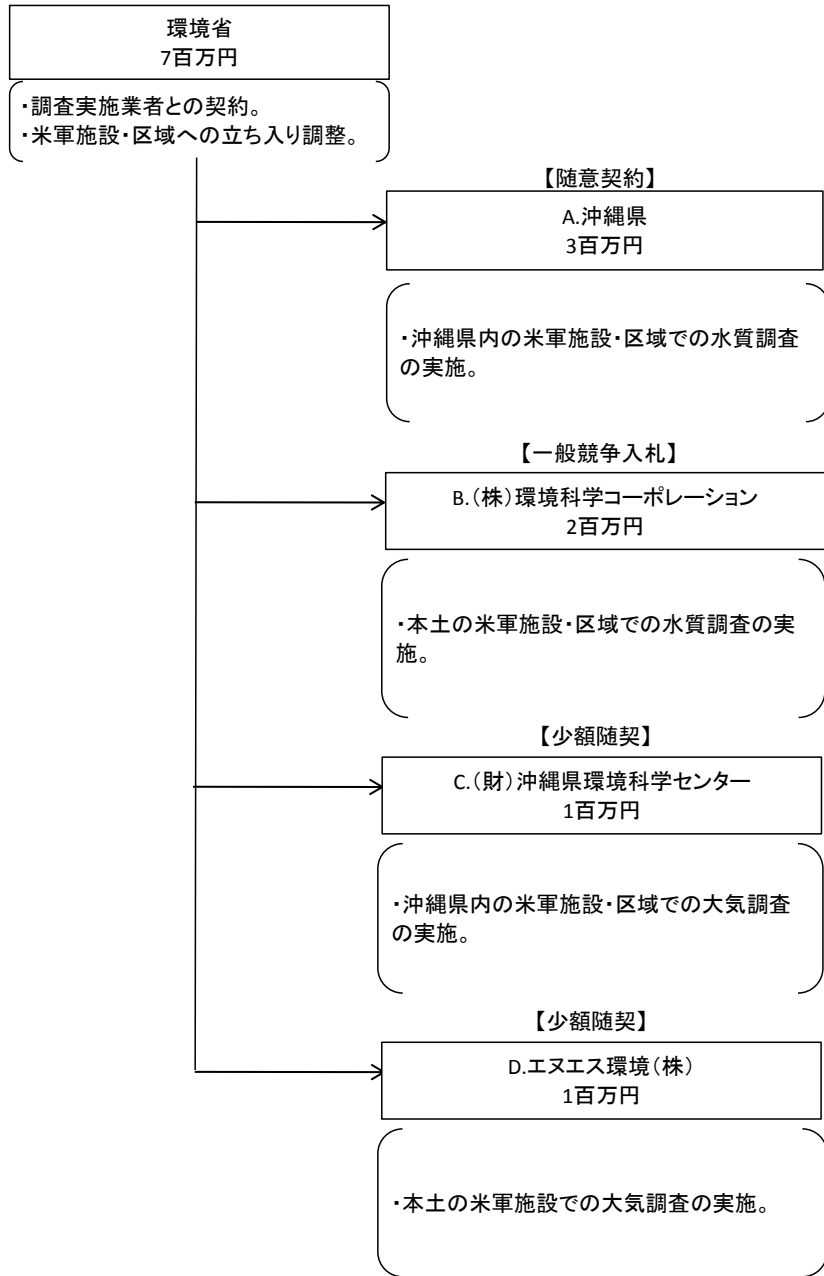 環境省
7百万円
・調査実施業者との契約。
・米軍施設・区域への立ち入り調整。
【随意契約】
A.沖縄県
3百万円
・沖縄県内の米軍施設・区域での水質調査
の実施。
【一般競争入札】
B.(株)環境科学コーポレーション
2百万円
・本土の米軍施設・区域での水質調査の実
施。
【少額随契】
C.(財)沖縄県環境科学センター
1百万円
・沖縄県内の米軍施設・区域での大気調査
の実施。
【少額随契】
D.エヌエス環境(株)
1百万円
・本土の米軍施設での大気調査の実施。